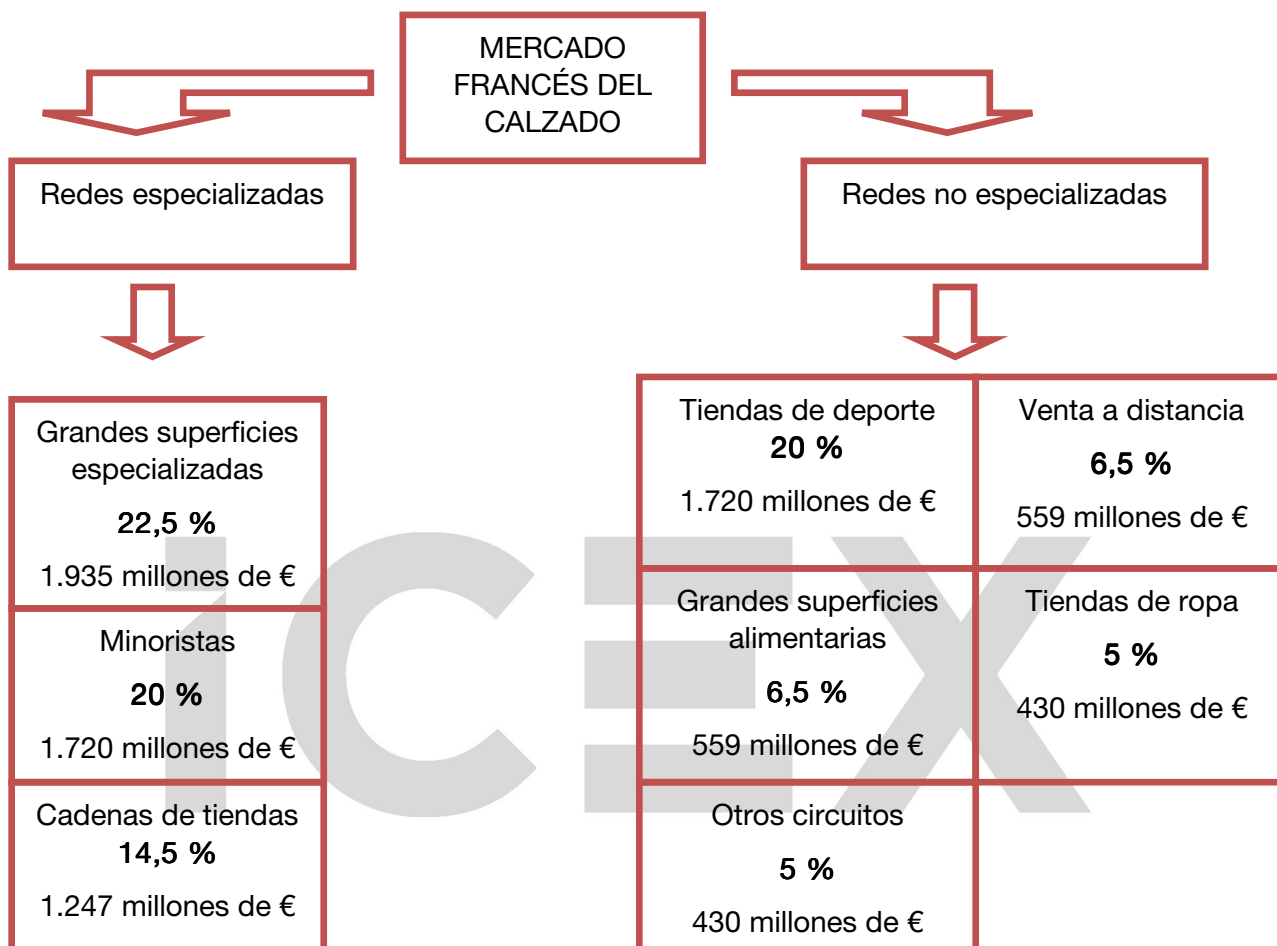 MERCADO
FRANCÉS DEL
CALZADO
Redes especializadas
Redes no especializadas
Grandes superficies
especializadas
22,5 %
1.935 millones de €
Minoristas
20 %
1.720 millones de €
Cadenas de tiendas
14,5 %
1.247 millones de €
Tiendas de deporte
20 %
1.720 millones de €
Venta a distancia
6,5 %
559 millones de €
Grandes superficies
alimentarias
6,5 %
559 millones de €
Tiendas de ropa
5 %
430 millones de €
Otros circuitos
5 %
430 millones de €
iCEX